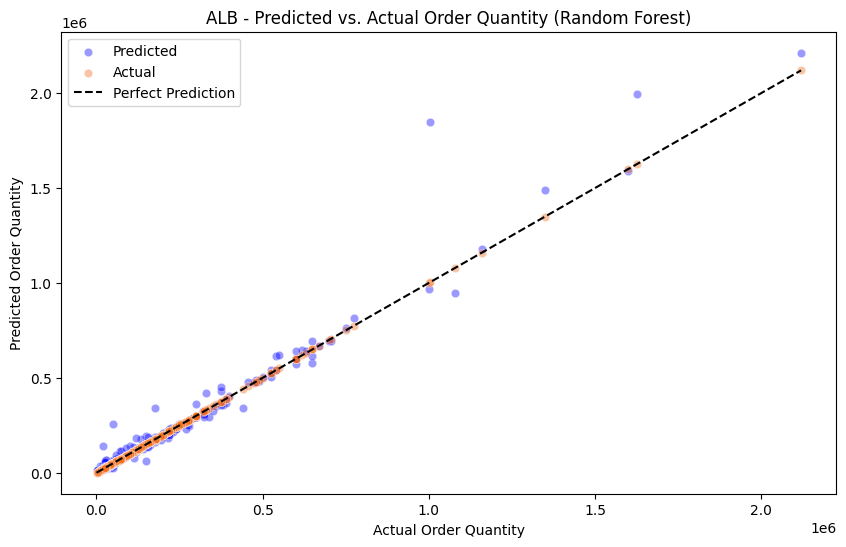 ALB - Predicted vs. Actual Order Quantity (Random Forest)
1e6
Predicted
Actual
Perfect Prediction
2.0
1.5
1.0
0.5
0.0
Predicted Order Quantity
0.0 0.5 1.0 1.5 2.0
1e6
Actual Order Quantity